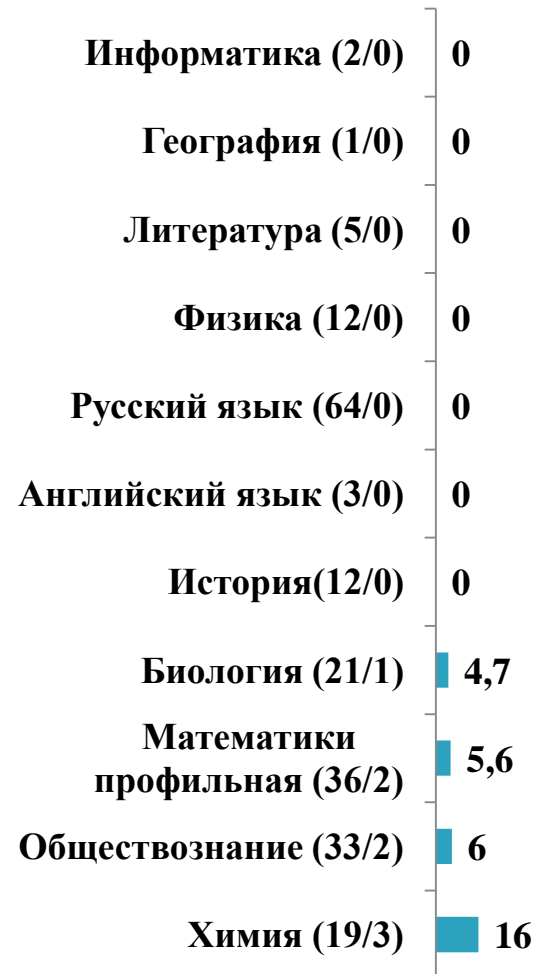 Информатика (2/0) 0
География (1/0) 0
Литература (5/0) 0
Физика (12/0) 0
Русский язык (64/0) 0
Английский язык (3/0) 0
История(12/0) 0
Биология (21/1) 4,7
Математики
профильная (36/2) 5,6
Обществознание (33/2) 6
Химия (19/3) 16